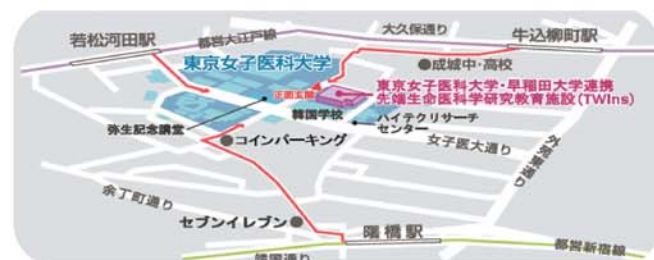 若松河田駅
都営大江戸線
大久保通り
牛込柳町駅
東京女子医科大学
成城中・高校
正面玄関
東京女子医科大学・早稲田大学連携
先端生命医科学研究教育施設(TWIns)
韓国学校
ハイテクリサーチ
センター
弥生記念講堂
コインパーキング
女子医大通り
外苑東通り
余丁町通り
セブンイレブン
曙橋駅
都営新宿線
靖国通り